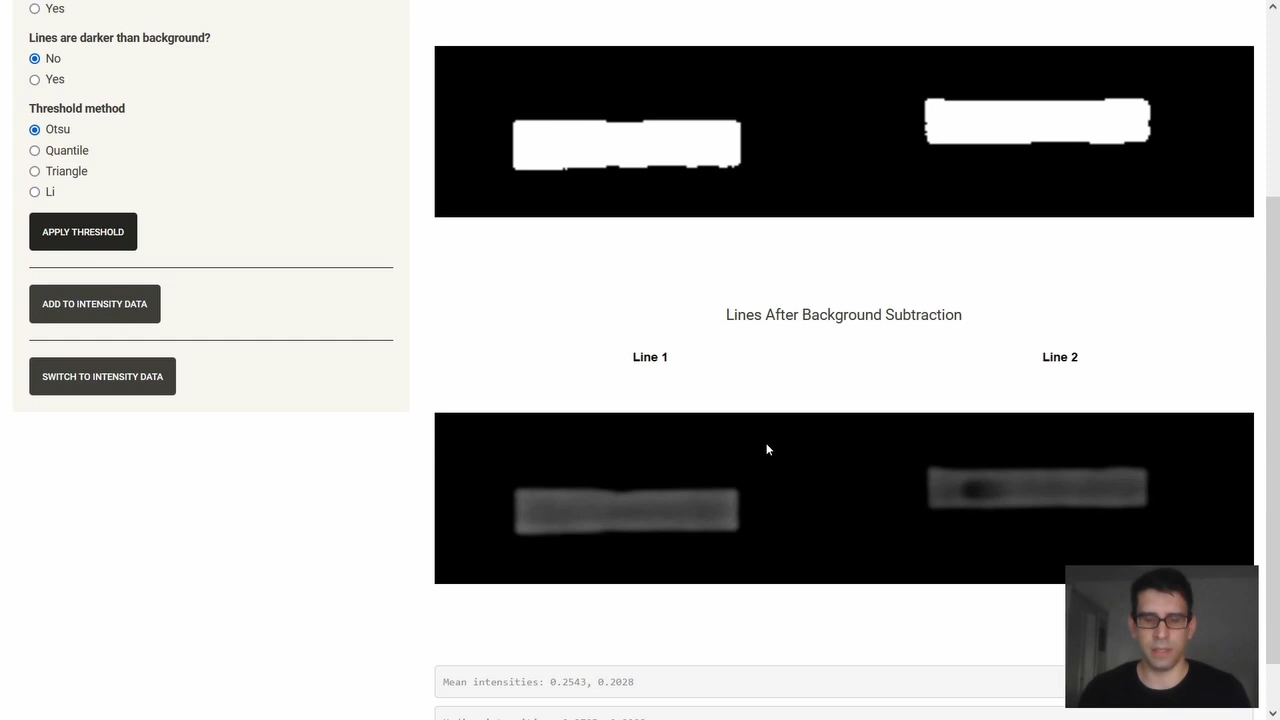 Yes
Lines are darker than background?
No
Yes
Threshold method
Otsu
Quantile
Triangle
Li
APPLY THRESHOLD
ADD TO INTENSITY DATA
SWITCH TO INTENSITY DATA
Lines After Background Subtraction
Line 1
Line 2
Mean intensities: 0.2543, 0.2028